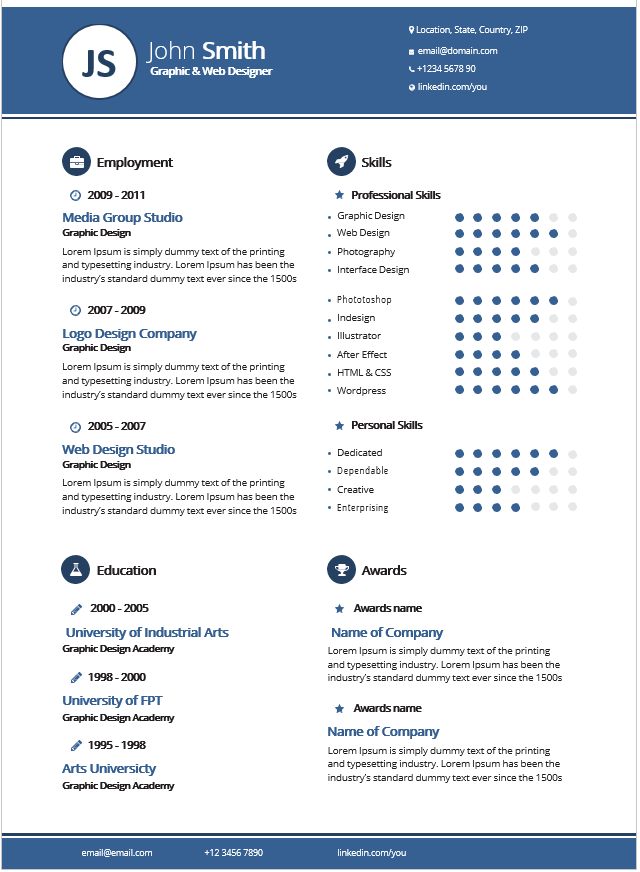 JS
John Smith
Graphic & Web Designer
Location, State, Country, ZIP
email@domain.com
+1234 5678 90
linkedin.com/you
Employment
2009 - 2011
Media Group Studio
Graphic Design
Lorem Ipsum is simply dummy text of the printing
and typesetting industry. Lorem Ipsum has been the
industry's standard dummy text ever since the 1500s
2007 - 2009
Logo Design Company
Graphic Design
Lorem Ipsum is simply dummy text of the printing
and typesetting industry. Lorem Ipsum has been the
industry's standard dummy text ever since the 1500s
2005 - 2007
Web Design Studio
Graphic Design
Lorem Ipsum is simply dummy text of the printing
and typesetting industry. Lorem Ipsum has been the
industry's standard dummy text ever since the 1500s
Skills
Professional Skills
Graphic Design
Web Design
Photography
Interface Design
Phototoshop
Indesign
Illustrator
After Effect
HTML & CSS
Wordpress
Personal Skills
Dedicated
Dependable
Creative
Enterprising
Education
2000 - 2005
University of Industrial Arts
Graphic Design Academy
1998 - 2000
University of FPT
Graphic Design Academy
1995 - 1998
Arts Universicty
Graphic Design Academy
Awards
Awards name
Name of Company
Lorem Ipsum is simply dummy text of the printing
and typesetting industry. Lorem Ipsum has been the
industry's standard dummy text ever since the 1500s
Awards name
Name of Company
Lorem Ipsum is simply dummy text of the printing
and typesetting industry. Lorem Ipsum has been the
industry's standard dummy text ever since the 1500s
email@email.com
+12 3456 7890
linkedin.com/you